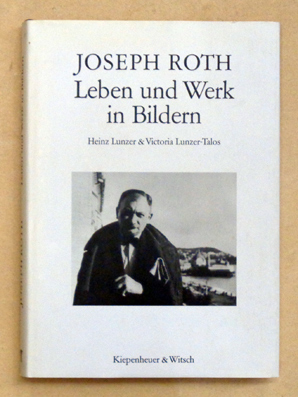 JOSEPH ROTH
Leben und Werk
in Bildern
Heinz Lunzer & Victoria Lunzer-Talos
Kiepenheuer & Witsch